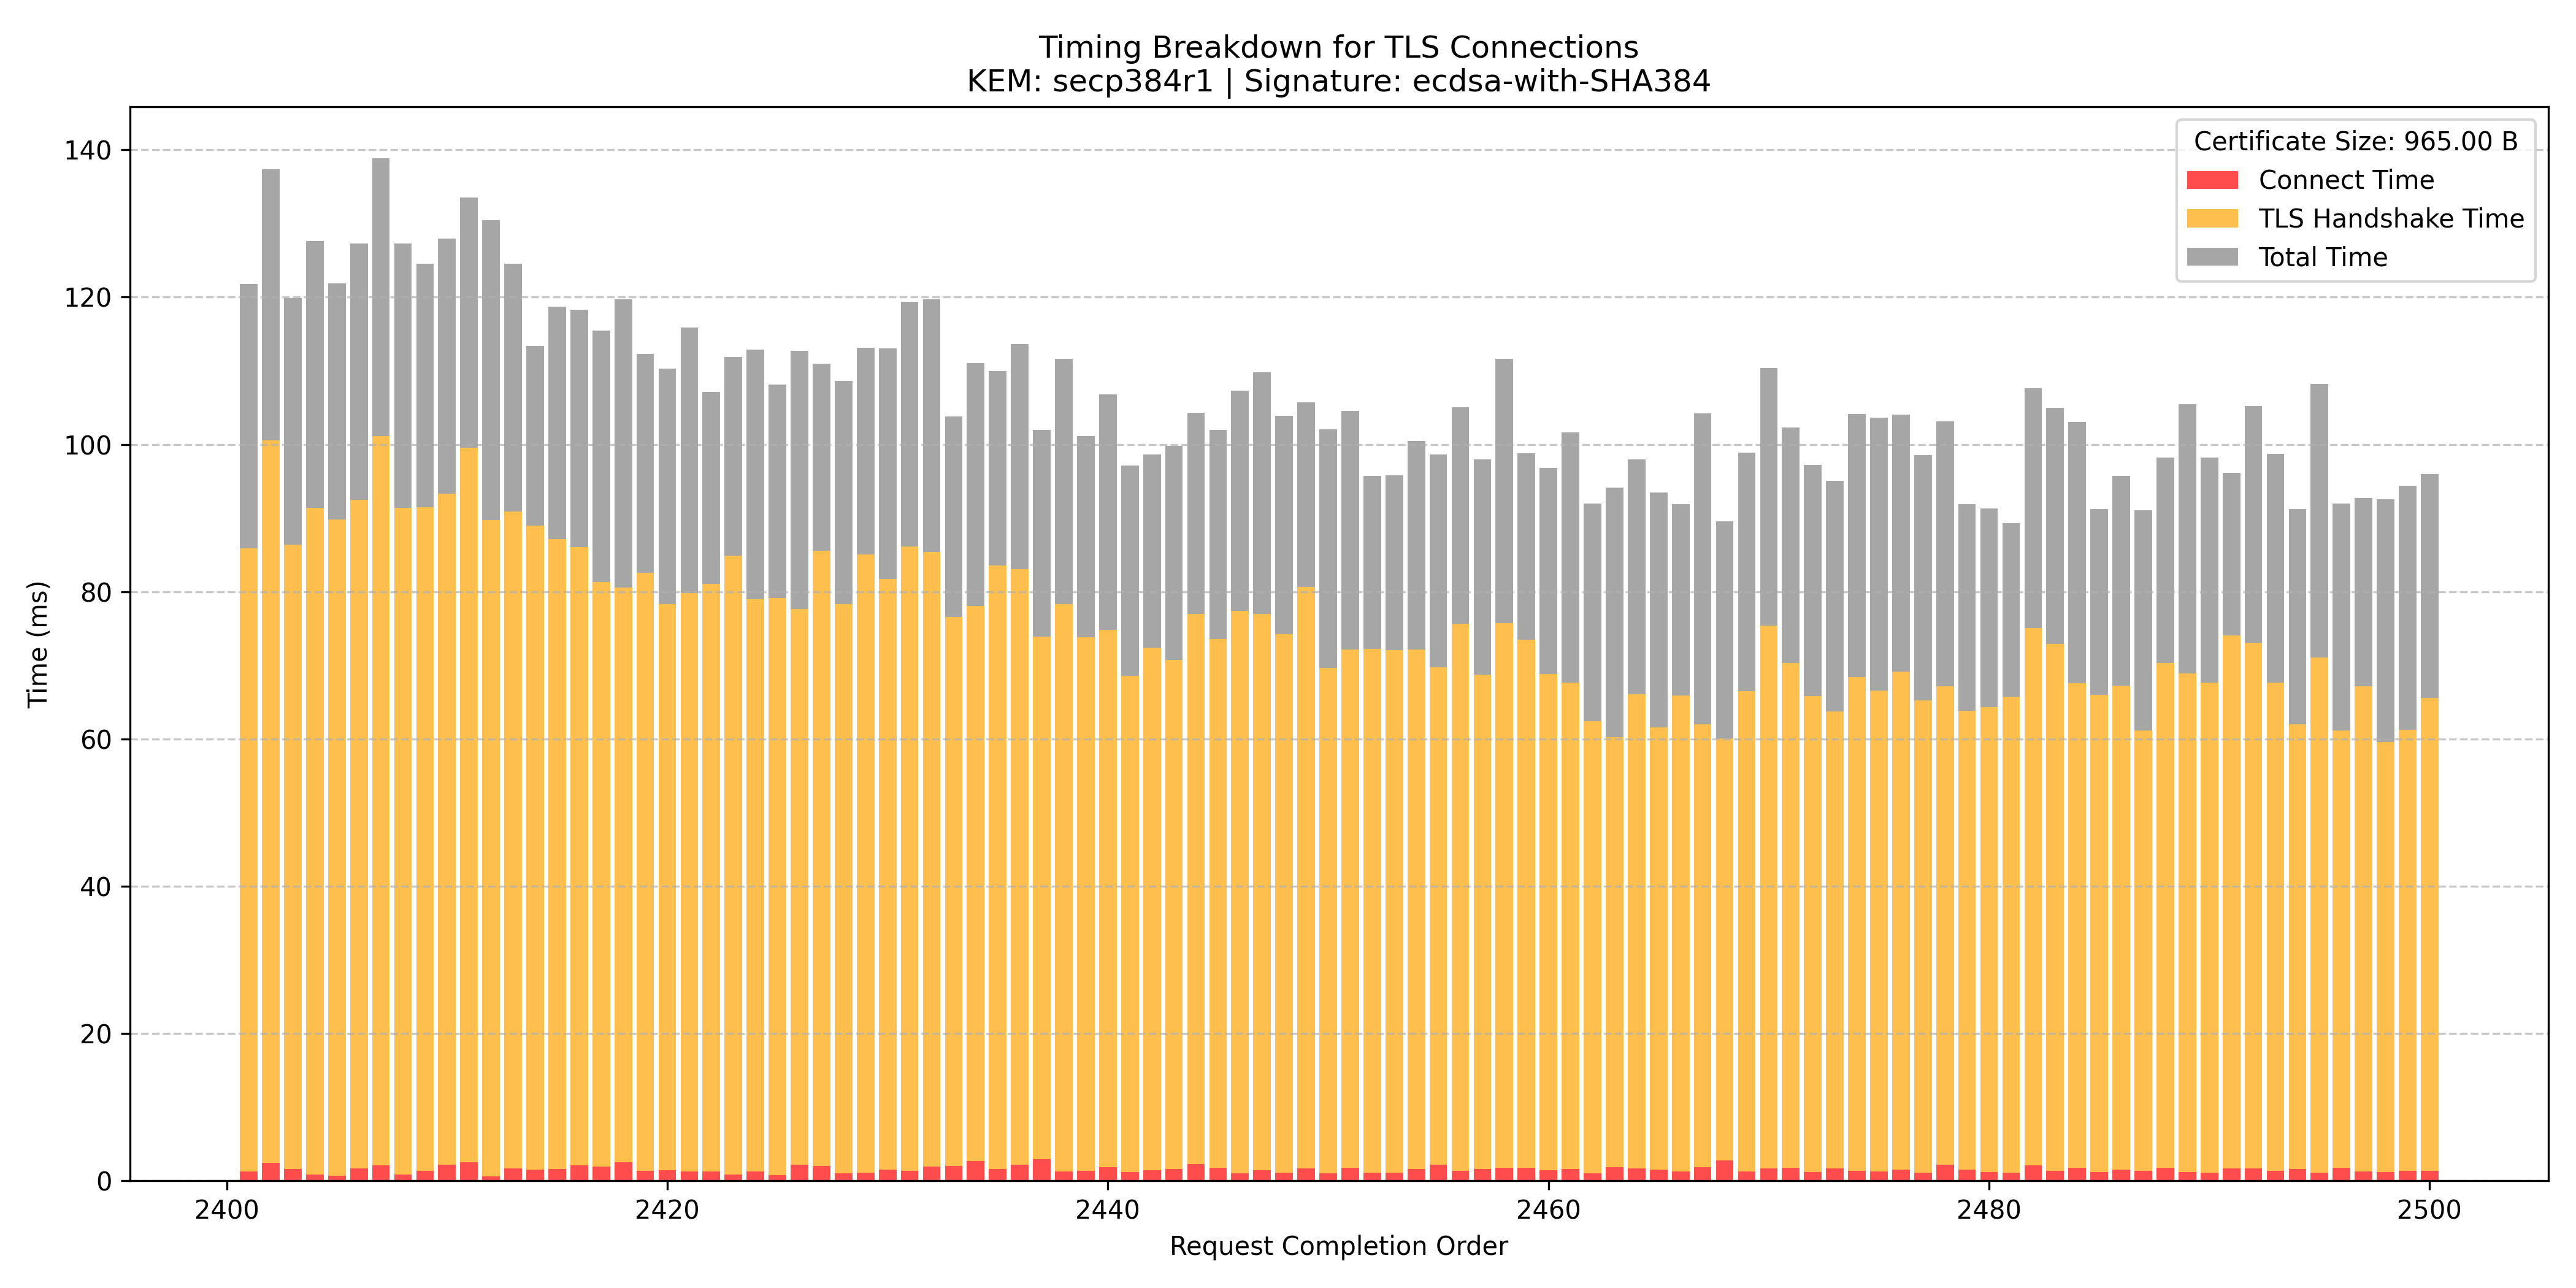 Timing Breakdown for TLS Connections
KEM: secp384r1 | Signature: ecdsa-with-SHA384
Certificate Size: 965.00 B
Connect Time
TLS Handshake Time
Total Time
Time (ms)
140
120
100
80
60
40
20
0
2400 2420 2440 2460 2480 2500
Request Completion Order